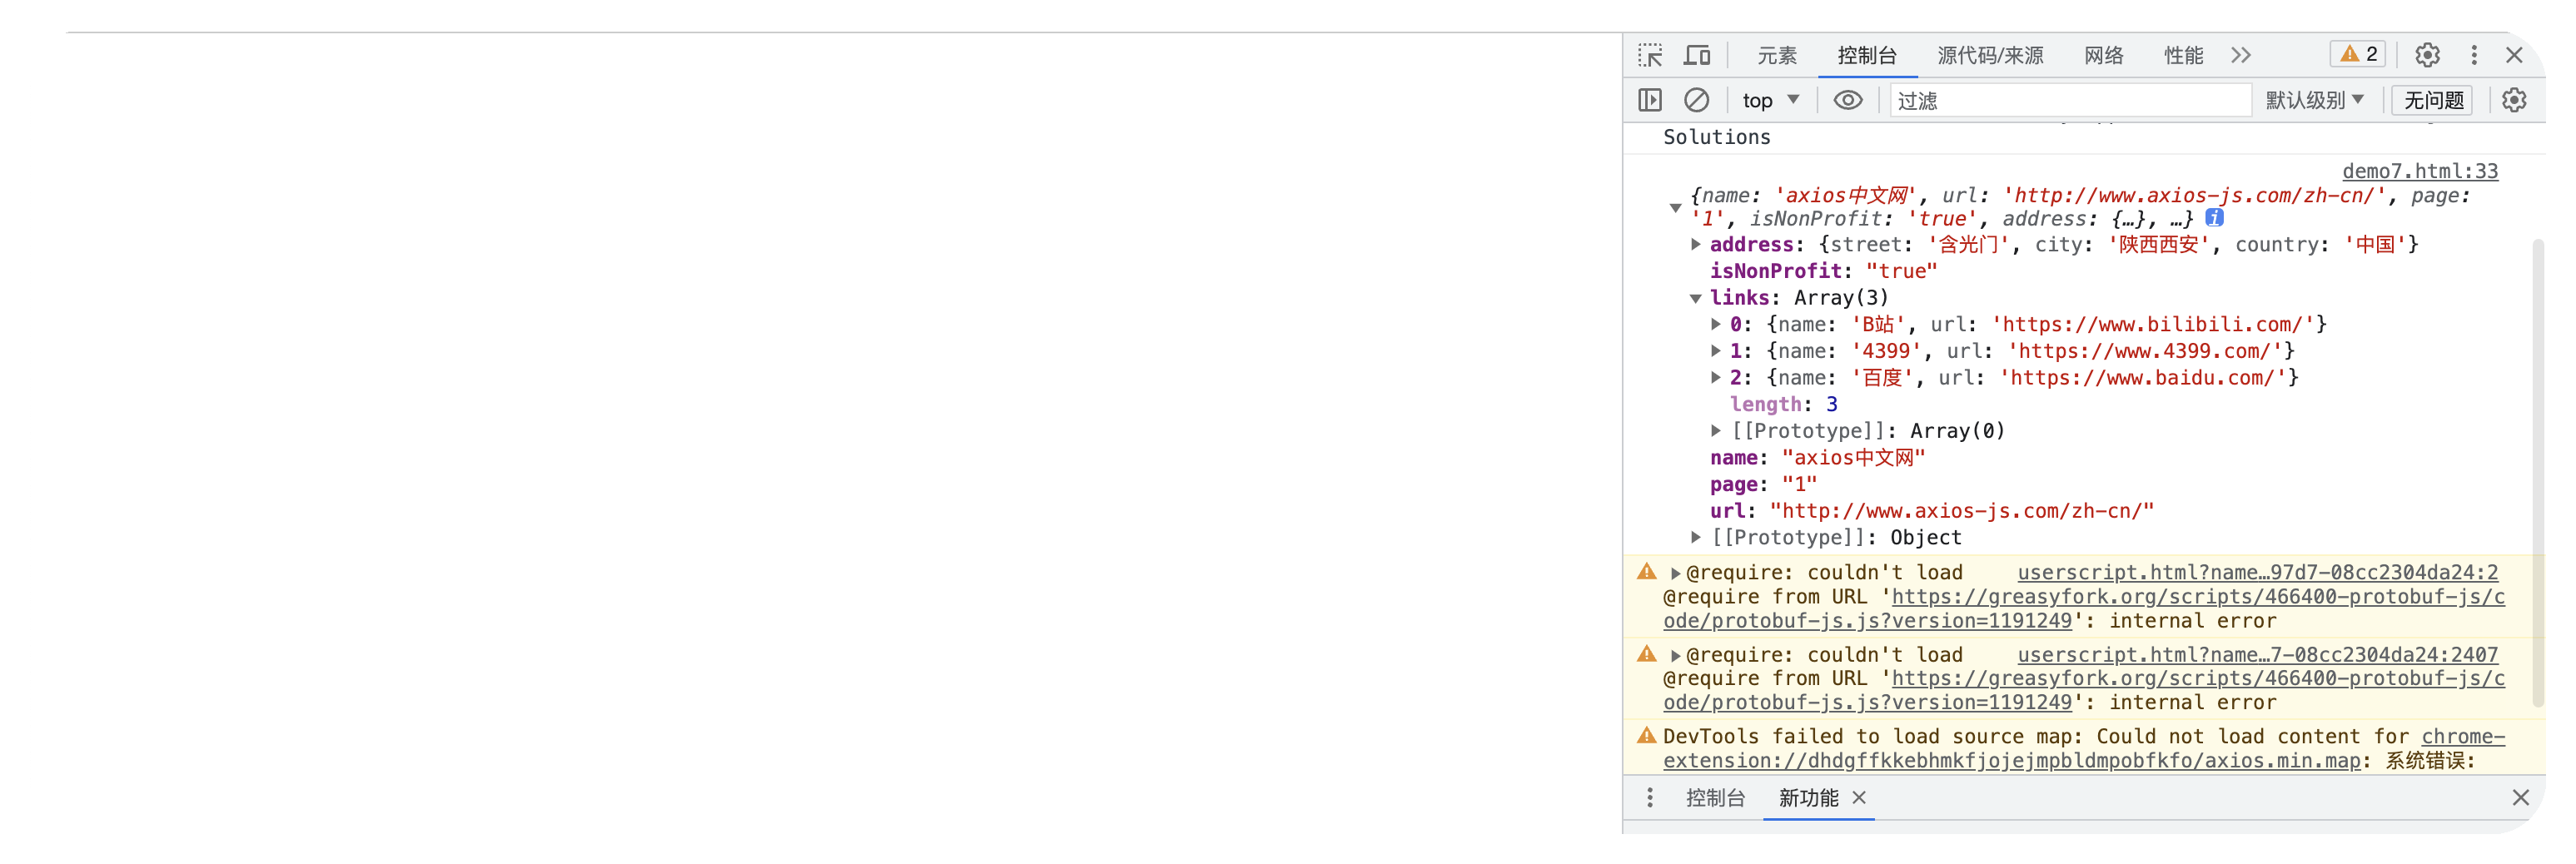 元素 控制台 源代码/来源 网络 性能 2
top 过滤 默认级别 无问题
Solutions
demo7.html:33
{name: 'axios中文网', url: 'http://www.axios-js.com/zh-cn/', page:
'1', isNonProfit: 'true', address: {…}, …} i
address: {street: '含光门', city: '陕西西安', country: '中国'}
isNonProfit: "true"
links: Array(3)
0: {name: 'B站', url: 'https://www.bilibili.com/'}
1: {name: '4399', url: 'https://www.4399.com/'}
2: {name: '百度', url: 'https://www.baidu.com/'}
length: 3
[[Prototype]]: Array(0)
name: "axios中文网"
page: "1"
url: "http://www.axios-js.com/zh-cn/"
[[Prototype]]: Object
@require: couldn't load userscript.html?name…97d7-08cc2304da24:2
@require from URL 'https://greasyfork.org/scripts/466400-protobuf-js/c
ode/protobuf-js.js?version=1191249': internal error
@require: couldn't load userscript.html?name…7-08cc2304da24:2407
@require from URL 'https://greasyfork.org/scripts/466400-protobuf-js/c
ode/protobuf-js.js?version=1191249': internal error
DevTools failed to load source map: Could not load content for chrome-
extension://dhdgffkkebhmkfjojejmpbldmpobfkfo/axios.min.map: 系统错误:
控制台 新功能